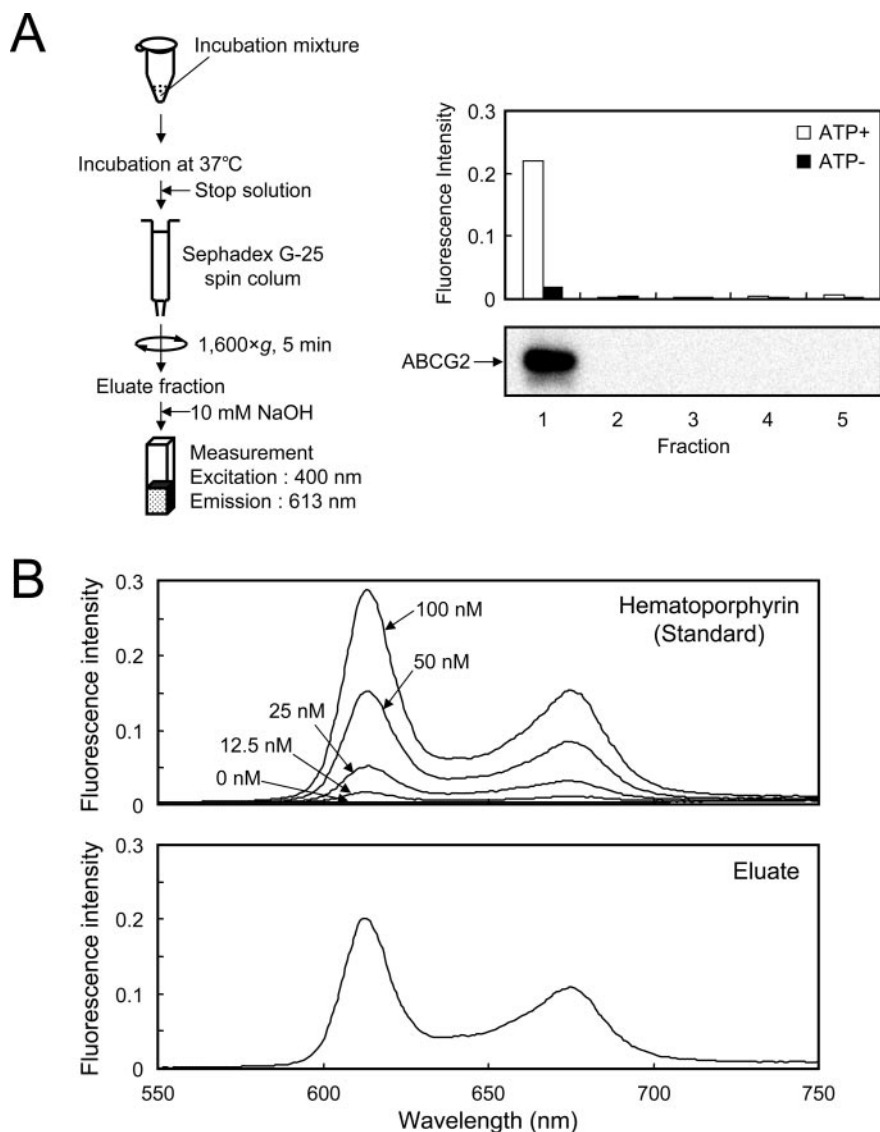 A
Incubation mixture
Incubation at 37°C
Stop solution
Sephadex G-25
spin colum
1,600×g, 5 min
Eluate fraction
10 mM NaOH
Measurement
Excitation : 400 nm
Emission : 613 nm
Fluorescence Intensity
0.3
0.2
0.1
0
ATP+
ATP-
ABCG2
1 2 3 4 5
Fraction
B
Fluorescence intensity
0.3
0.2
0.1
0
Hematoporphyrin
(Standard)
100 nM
50 nM
25 nM
12.5 nM
0 nM
Fluorescence intensity
0.3
0.2
0.1
0
Eluate
550 600 650 700 750
Wavelength (nm)